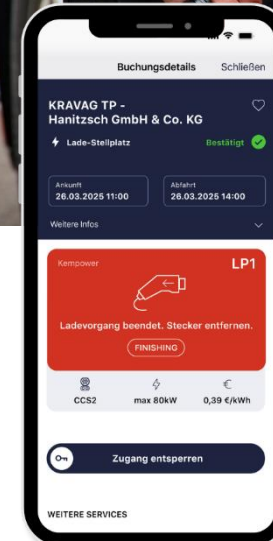 Buchungsdetails
Schließen
KRAVAG TP -
Hanitzsch GmbH & Co. KG
Lade-Stellplatz
Bestätigt
Ankunft
26.03.2025 11:00
Abfahrt
26.03.2025 14:00
Weitere Infos
Kempower
LP1
Ladevorgang beendet. Stecker entfernen.
FINISHING
CCS2
max 80kW
0,39 €/kWh
Zugang entsperren
WEITERE SERVICES